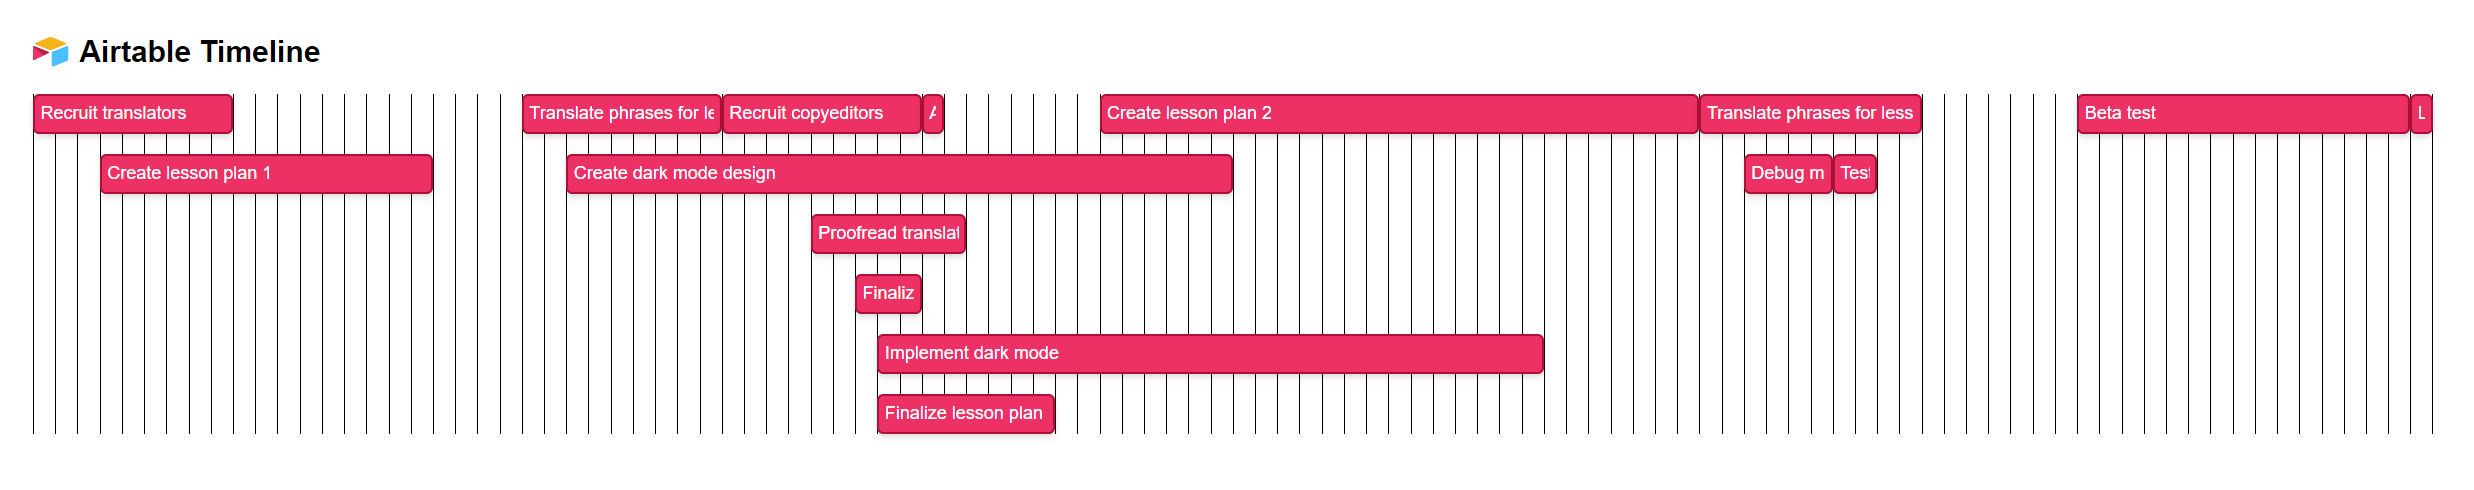 Airtable Timeline
Recruit translators
Translate phrases for le
Recruit copyeditors
A
Create lesson plan 2
Translate phrases for less
Beta test
L
Create lesson plan 1
Create dark mode design
Debug m
Test
Proofread translat
Finaliz
Implement dark mode
Finalize lesson plan